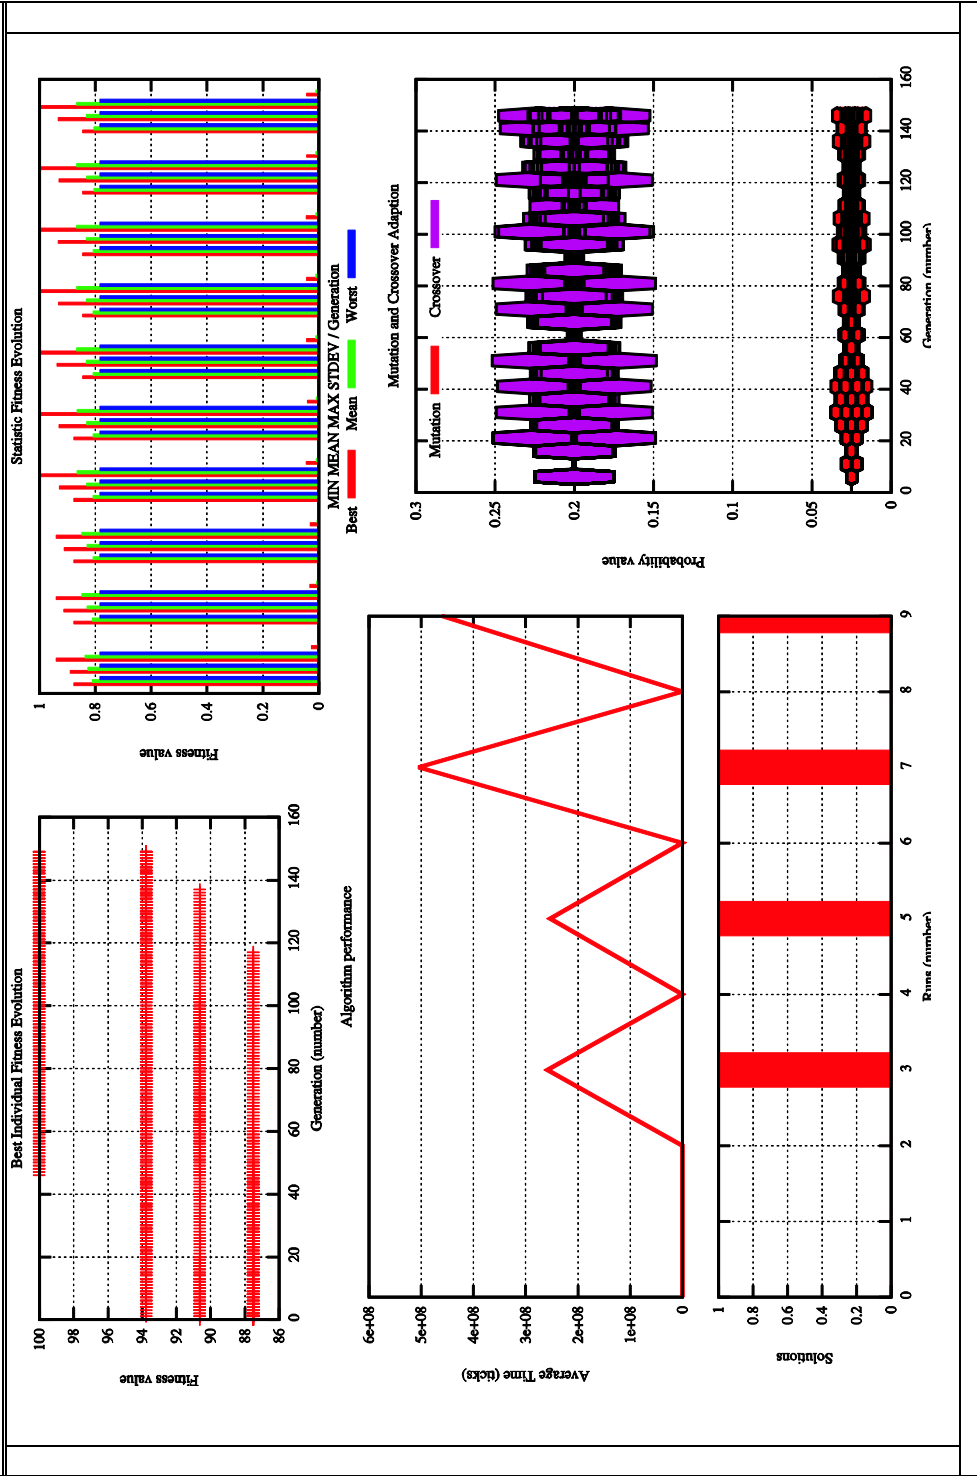 Best Individual Fitness Evolution
Fitness value
100
98
96
94
92
90
88
86
0
20
40
60
80
100
120
140
160
Generation (number)
Statistic Fitness Evolution
Fitness value
1
0.8
0.6
0.4
0.2
0
MIN MEAN MAX STDEV / Generation
Best
Mean
Worst
Algorithm performance
Average Time (ticks)
6e+08
5e+08
4e+08
3e+08
2e+08
1e+08
0
Solutions
1
0.8
0.6
0.4
0.2
0
0
1
2
3
4
5
6
7
8
9
Runs (number)
Mutation and Crossover Adaption
Mutation
Crossover
Probability value
0.3
0.25
0.2
0.15
0.1
0.05
0
0
20
40
60
80
100
120
140
160
Generation (number)